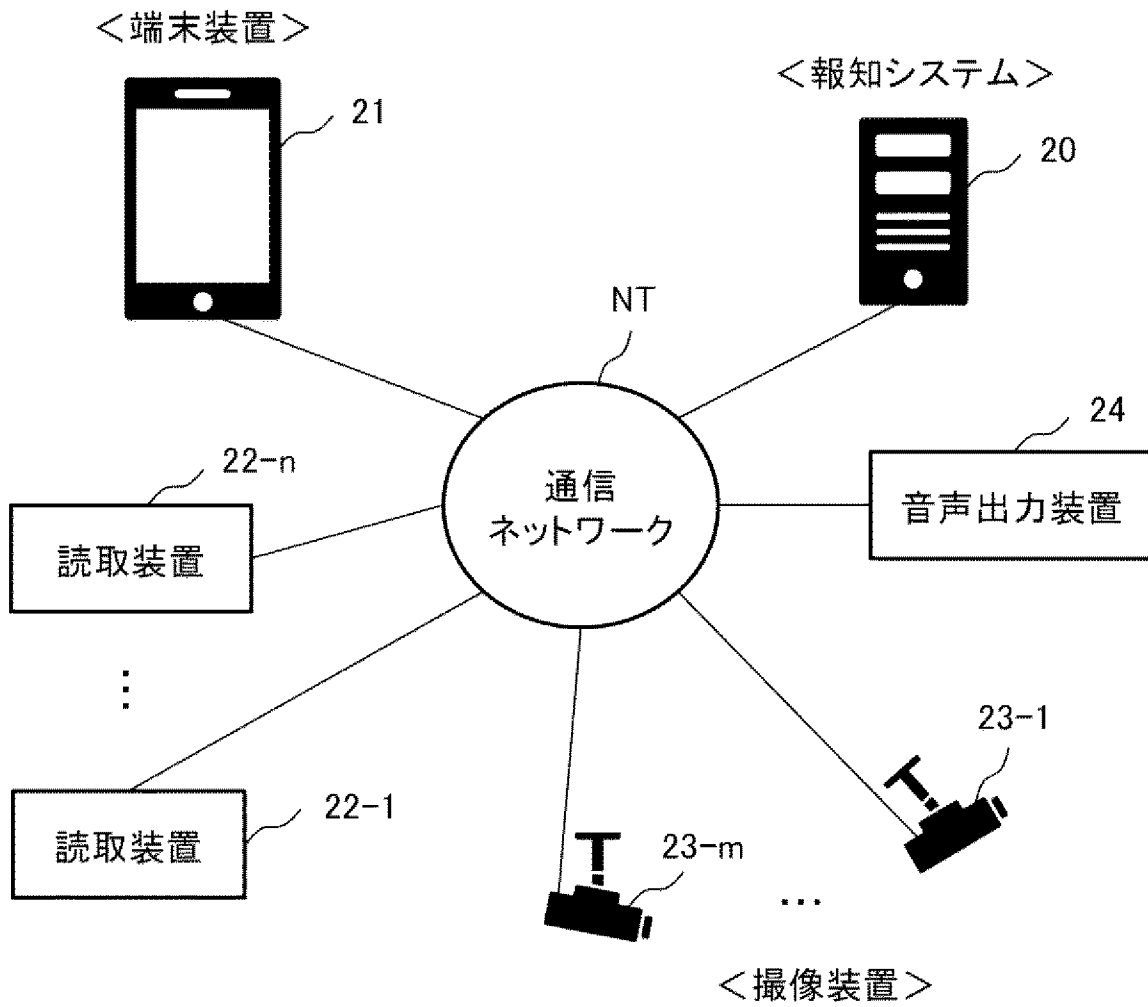 ＜端末装置＞
21
＜報知システム＞
20
NT
通信
ネットワーク
24
音声出力装置
22-n
読取装置
⋮
22-1
読取装置
23-1
23-m
…
＜撮像装置＞